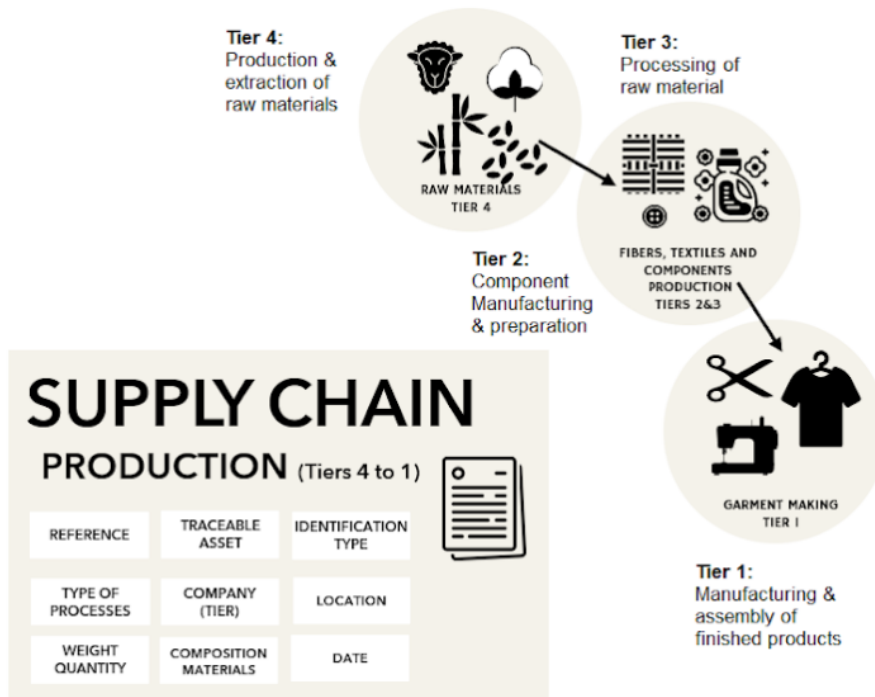 Tier 4:
Production &
extraction of
raw materials
RAW MATERIALS
TIER 4
Tier 3:
Processing of
raw material
FIBERS, TEXTILES AND
COMPONENTS
PRODUCTION
TIERS 2&3
Tier 2:
Component
Manufacturing
& preparation
GARMENT MAKING
TIER I
Tier 1:
Manufacturing &
assembly of
finished products
SUPPLY CHAIN
PRODUCTION (Tiers 4 to 1)
REFERENCE
TRACEABLE
ASSET
IDENTIFICATION
TYPE
TYPE OF
PROCESSES
COMPANY
(TIER)
LOCATION
WEIGHT
QUANTITY
COMPOSITION
MATERIALS
DATE